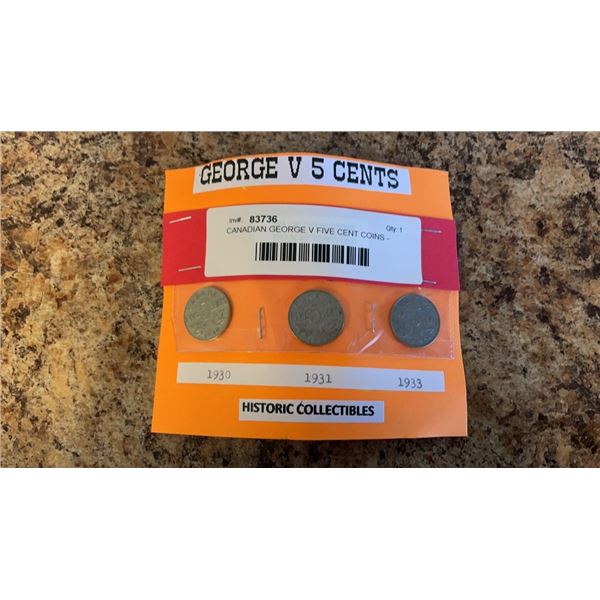 GEORGE V 5 CENTS
Inv#: 83736 Qty: 1
CANADIAN GEORGE V FIVE CENT COINS -
1930 1931 1933
HISTORIC COLLECTIBLES